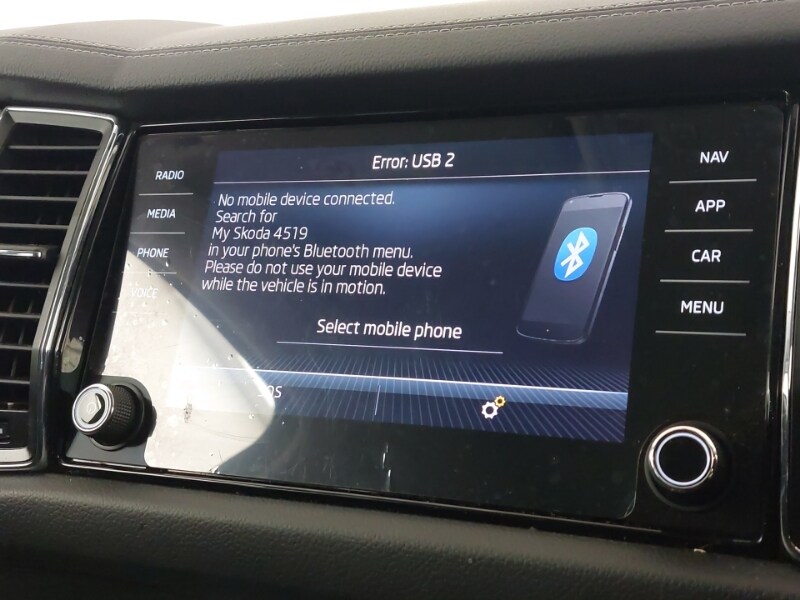 Error: USB 2
RADIO
MEDIA
PHONE
VOICE
No mobile device connected.
Search for
My Skoda 4519
in your phone's Bluetooth menu.
Please do not use your mobile device
while the vehicle is in motion.
Select mobile phone
SOS
NAV
APP
CAR
MENU